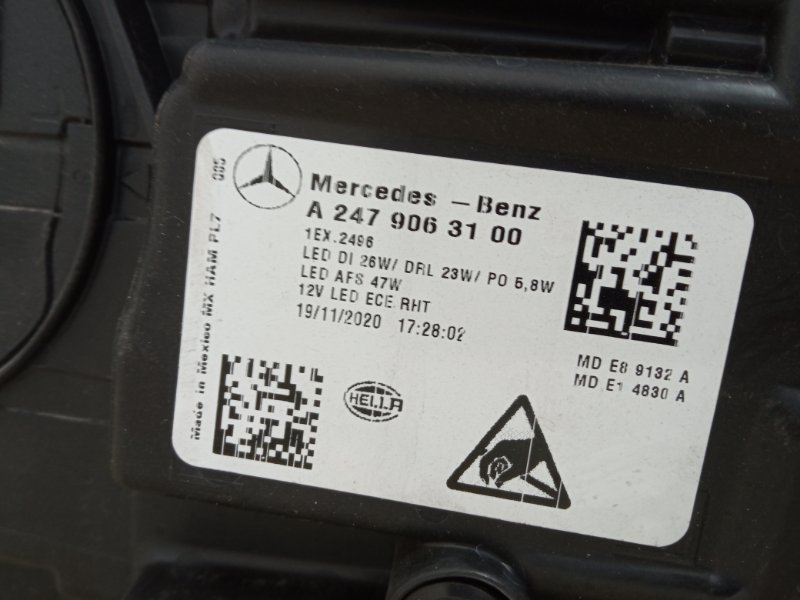 Mercedes - Benz
A 247 906 31 00
1EX.2496
LED DI 26W/ DRL 23W/ PO 5,8W
LED AFS 47W
12V LED ECE RHT
19/11/2020 17:28:02
MD E8 9132 A
MD E1 4830 A
HELLA
Made in Mexico MX HAM PL7
005